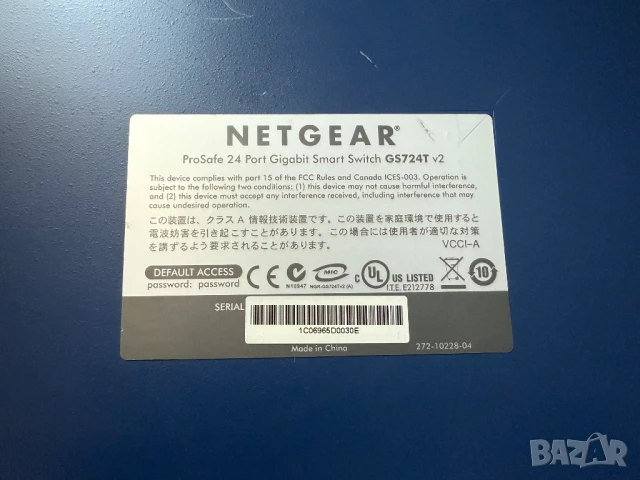 NETGEAR®
ProSafe 24 Port Gigabit Smart Switch GS724T v2
This device complies with part 15 of the FCC Rules and Canada ICES-003. Operation is
subject to the following two conditions: (1) this device may not cause harmful interference,
and (2) this device must accept any interference received, including interference that may
cause undesired operation.
この装置は、クラス A 情報技術装置です。この装置を家庭環境で使用すると
電波妨害を引き起こすことがあります。この場合には使用者が適切な対策
を講ずるよう要求されることがあります。 VCCI-A
DEFAULT ACCESS
password: password
CE
N10947
MIC
NGR-GS724Tv2 (A)
C UL US LISTED
I.T.E. E212778
10
SERIAL
1C06965D0030E
Made in China
272-10228-04
BAZAR